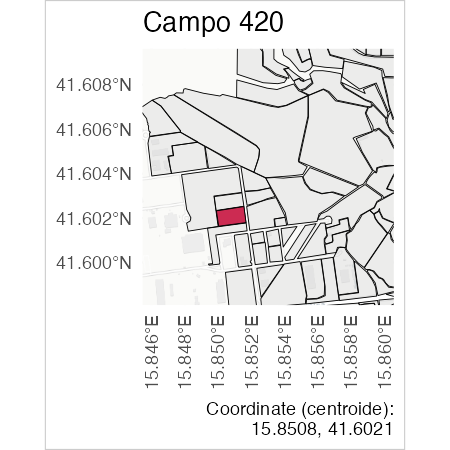 Campo 420
41.608°N
41.606°N
41.604°N
41.602°N
41.600°N
15.846°E
15.848°E
15.850°E
15.852°E
15.854°E
15.856°E
15.858°E
15.860°E
Coordinate (centroide):
15.8508, 41.6021